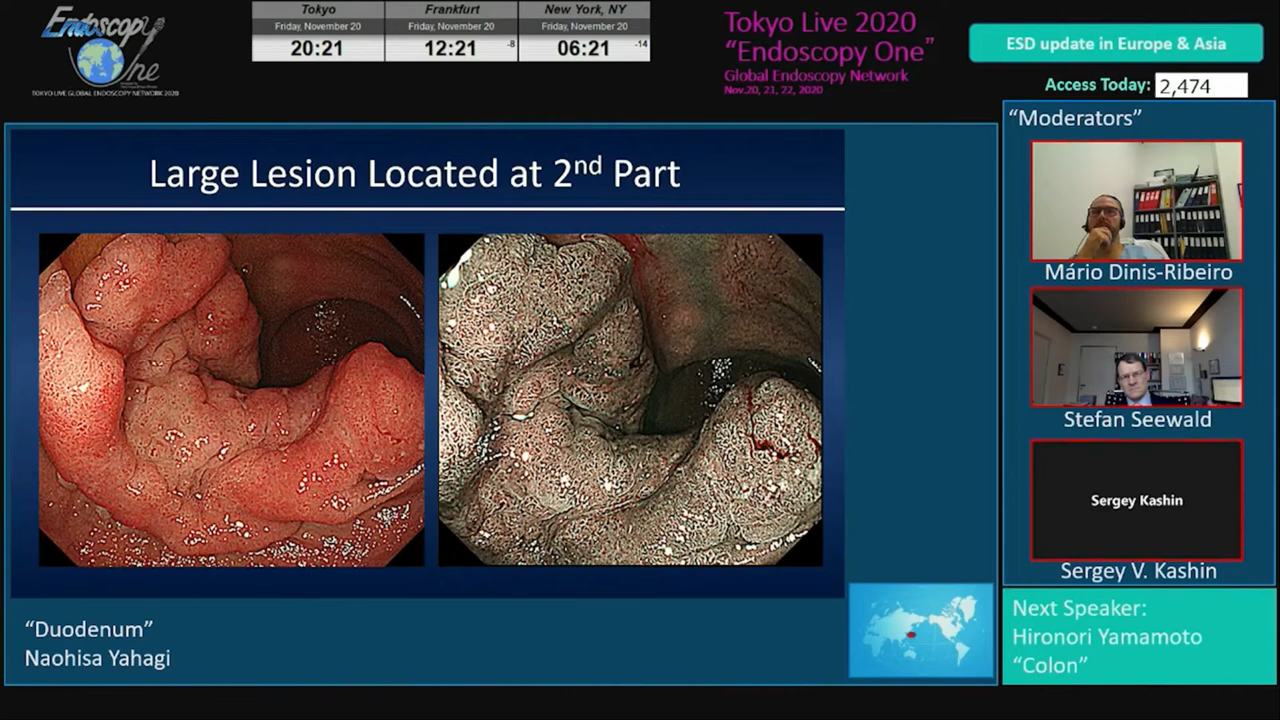 Endoscopy
One
TOKYO LIVE GLOBAL ENDOSCOPY NETWORK 2020
Tokyo
Friday, November 20
20:21
Frankfurt
Friday, November 20
12:21
-8
New York, NY
Friday, November 20
06:21
-14
Tokyo Live 2020
“Endoscopy One”
Global Endoscopy Network
Nov.20, 21, 22, 2020
ESD update in Europe & Asia
Access Today: 2,474
Large Lesion Located at 2nd Part
“Duodenum”
Naohisa Yahagi
“Moderators”
Mário Dinis-Ribeiro
Stefan Seewald
Sergey Kashin
Sergey V. Kashin
Next Speaker:
Hironori Yamamoto
“Colon”